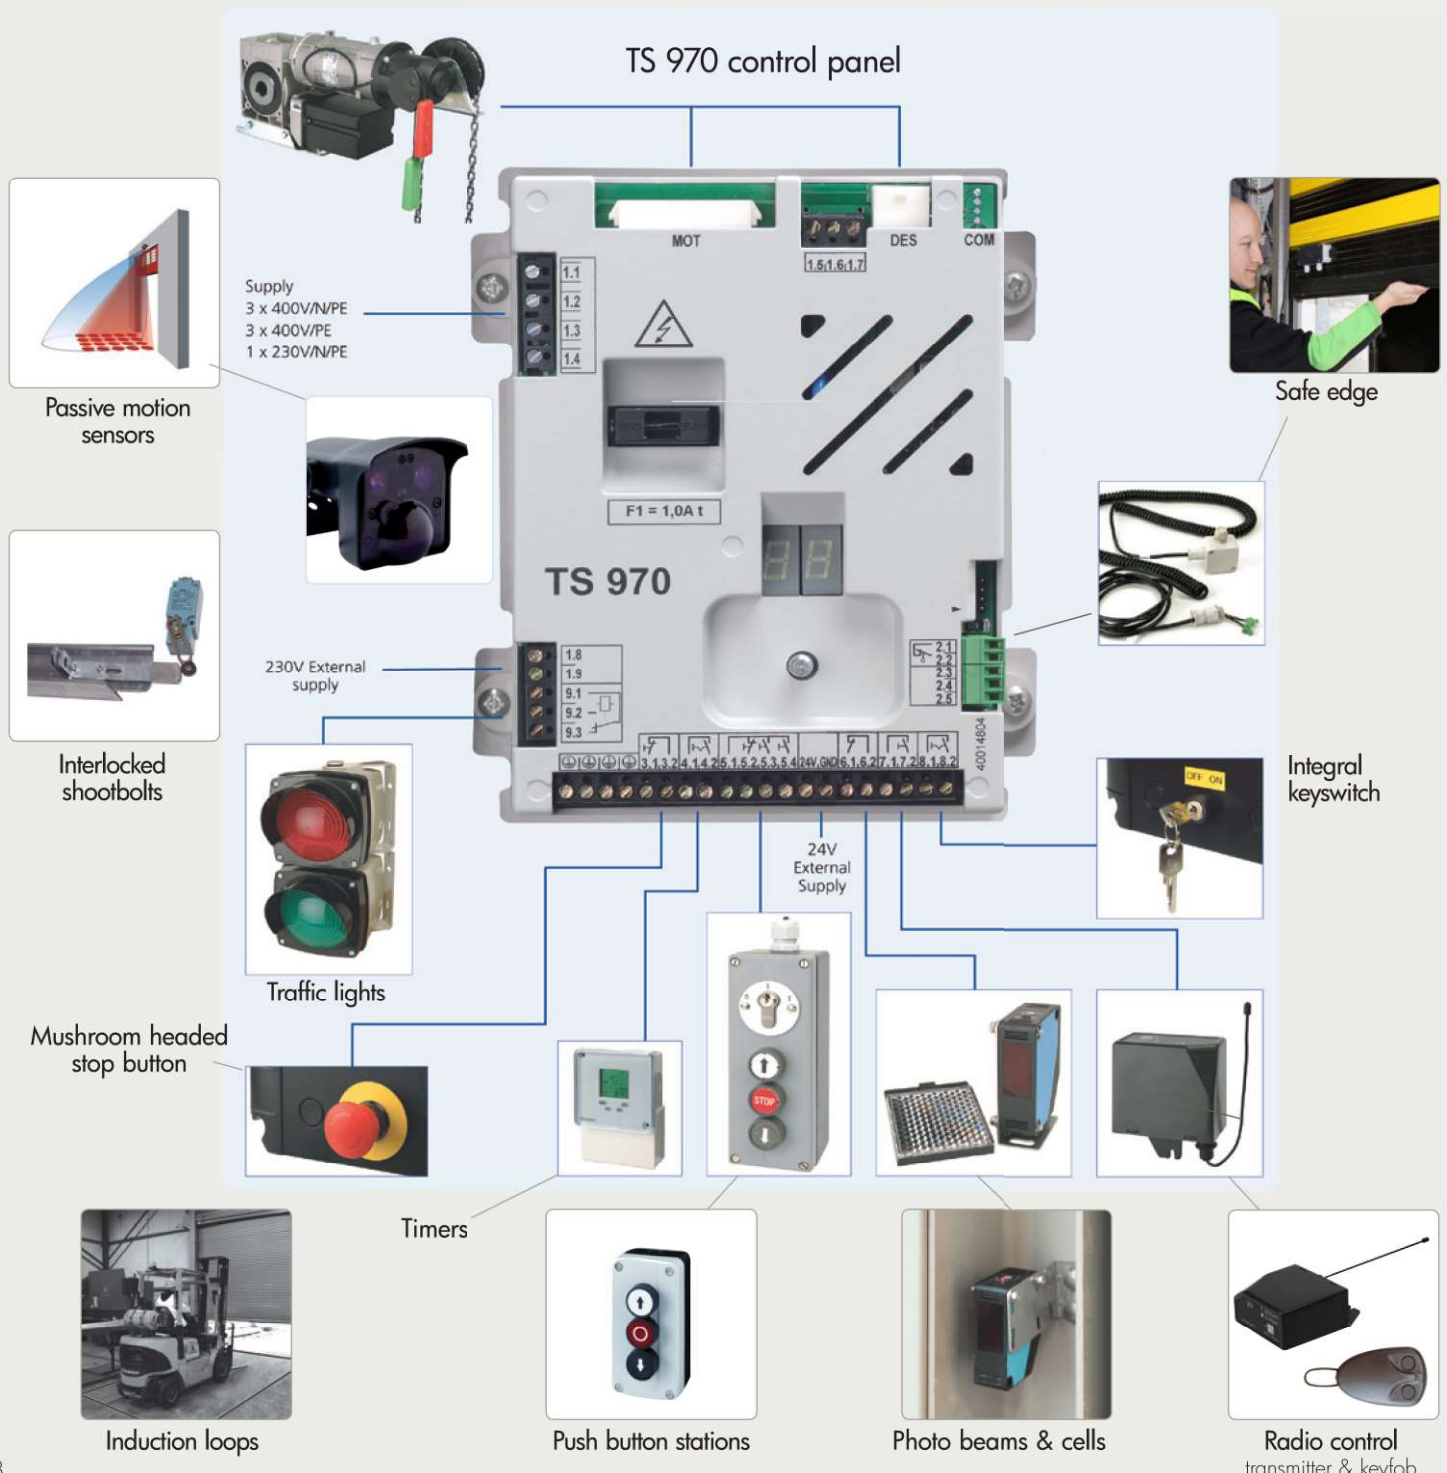 TS 970 control panel
MOT
1.5 1.6 1.7
DES
COM
1.1
1.2
1.3
1.4
Supply
3 x 400V/N/PE
3 x 400V/PE
1 x 230V/N/PE
Passive motion
sensors
Safe edge
F1 = 1,0A t
TS 970
1.8
1.9
9.1
9.2
9.3
230V External
supply
2.1
2.2
2.3
2.4
2.5
40014804
3.1 3.2 4.1 4.2 5.1 5.2 5.3 5.4 24V GND 6.1 6.2 7.1 7.2 8.1 8.2
Interlocked
shootbolts
OFF ON
Integral
keyswitch
24V
External
Supply
Traffic lights
Mushroom headed
stop button
STOP
Timers
Induction loops
Push button stations
Photo beams & cells
Radio control
transmitter & keyfob